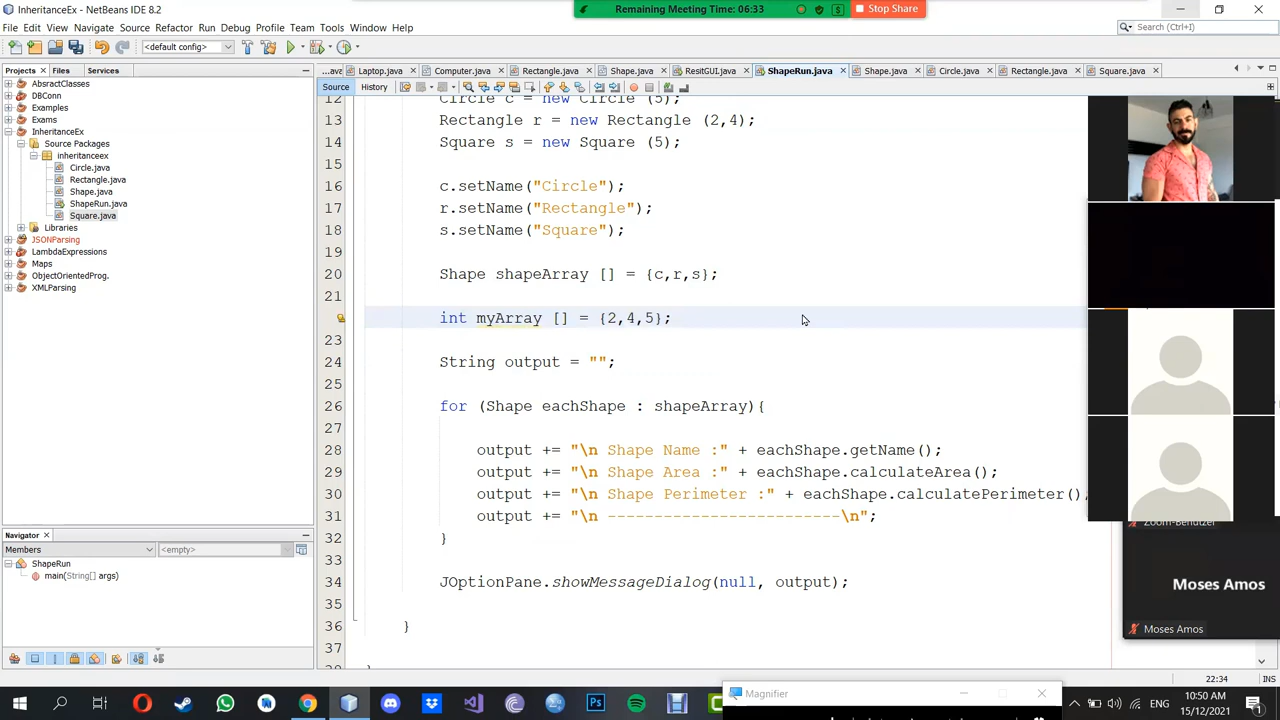 InheritanceEx - NetBeans IDE 8.2
Remaining Meeting Time: 06:33
Stop Share
File Edit View Navigate Source Refactor Run Debug Profile Team Tools Window Help
Search (Ctrl+I)
<default config>
Projects Files Services
...ava Laptop.java Computer.java Rectangle.java Shape.java ResitGUI.java ShapeRun.java Shape.java Circle.java Rectangle.java Square.java
Source History
AbstractClasses
DBConn
Examples
Exams
InheritanceEx
Source Packages
inheritanceex
Circle.java
Rectangle.java
Shape.java
ShapeRun.java
Square.java
Libraries
JSONParsing
LambdaExpressions
Maps
ObjectOrientedProg.
XMLParsing
12 Circle c = new Circle (5);
13 Rectangle r = new Rectangle (2,4);
14 Square s = new Square (5);
15
16 c.setName("Circle");
17 r.setName("Rectangle");
18 s.setName("Square");
19
20 Shape shapeArray [] = {c,r,s};
21
int myArray [] = {2,4,5};
23
24 String output = "";
25
26 for (Shape eachShape : shapeArray){
27
28 output += "\n Shape Name :" + eachShape.getName();
29 output += "\n Shape Area :" + eachShape.calculateArea();
30 output += "\n Shape Perimeter :" + eachShape.calculatePerimeter();
31 output += "\n -------------------------\n";
32 }
33
34 JOptionPane.showMessageDialog(null, output);
35
36 }
37
38 }
Navigator
Members <empty>
ShapeRun
main(String[] args)
Zoom-Benutzer
Moses Amos
Moses Amos
22:34 INS
Magnifier
ENG
10:50 AM
15/12/2021